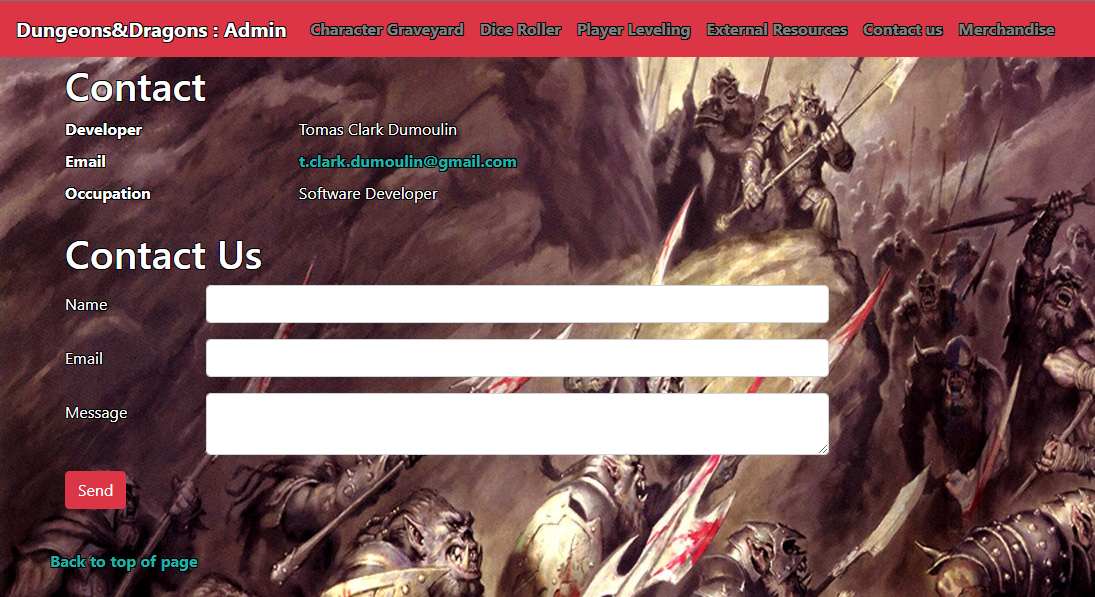 Dungeons&Dragons : Admin Character Graveyard Dice Roller Player Leveling External Resources Contact us Merchandise
Contact
Developer Tomas Clark Dumoulin
Email t.clark.dumoulin@gmail.com
Occupation Software Developer
Contact Us
Name
Email
Message
Send
Back to top of page